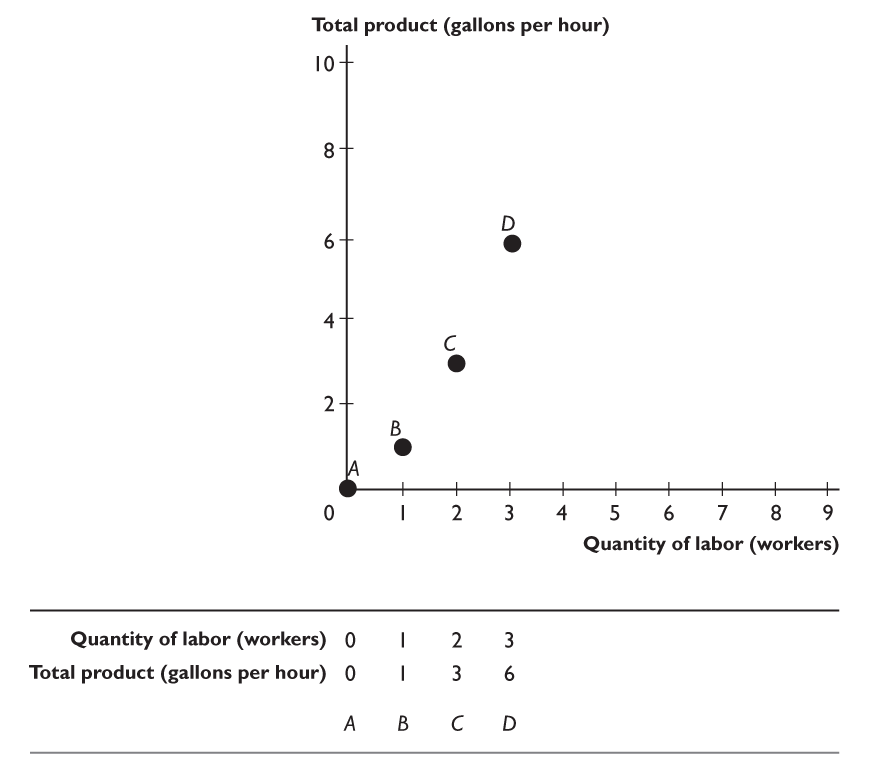 Total product (gallons per hour)
10
8
D
6
4
C
2
B
A
0 1 2 3 4 5 6 7 8 9
Quantity of labor (workers)
Quantity of labor (workers) 0 1 2 3
Total product (gallons per hour) 0 1 3 6
A B C D